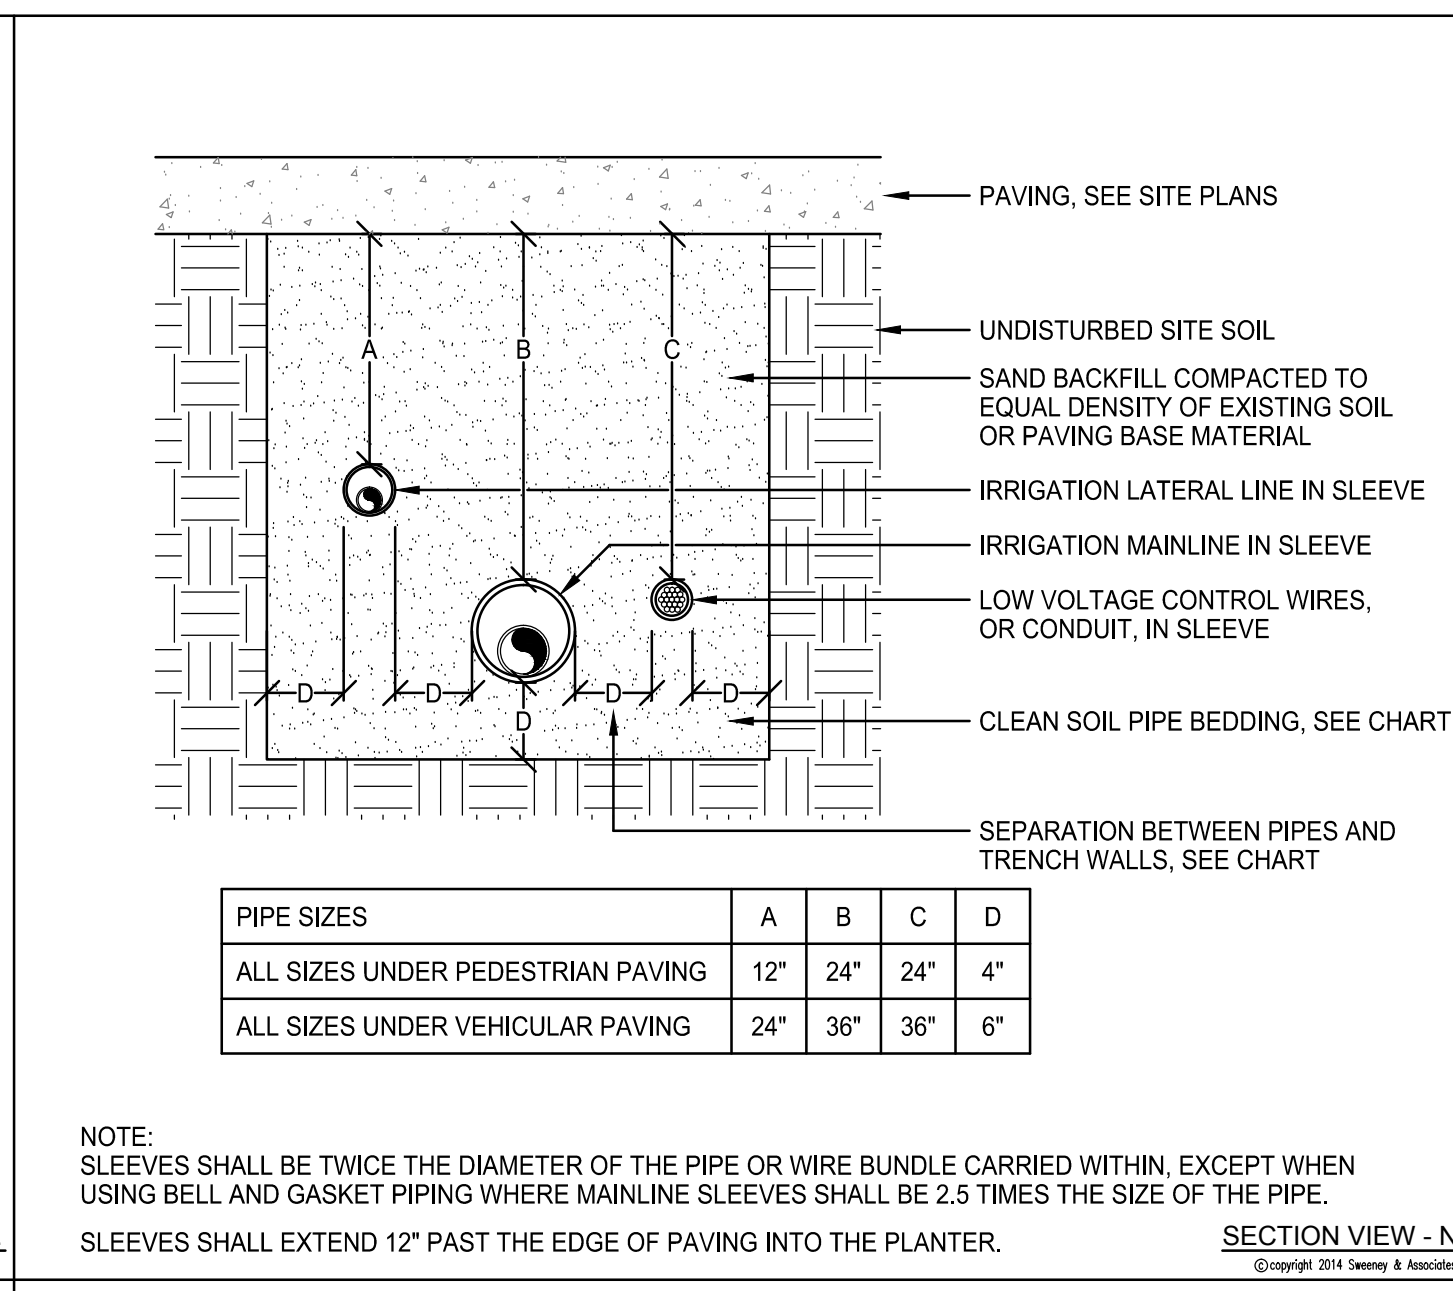 PAVING, SEE SITE PLANS
UNDISTURBED SITE SOIL
A
B
C
SAND BACKFILL COMPACTED TO
EQUAL DENSITY OF EXISTING SOIL
OR PAVING BASE MATERIAL
IRRIGATION LATERAL LINE IN SLEEVE
IRRIGATION MAINLINE IN SLEEVE
LOW VOLTAGE CONTROL WIRES,
OR CONDUIT, IN SLEEVE
D D D D
D
CLEAN SOIL PIPE BEDDING, SEE CHART
SEPARATION BETWEEN PIPES AND
TRENCH WALLS, SEE CHART
PIPE SIZES A B C D
ALL SIZES UNDER PEDESTRIAN PAVING 12" 24" 24" 4"
ALL SIZES UNDER VEHICULAR PAVING 24" 36" 36" 6"
NOTE:
SLEEVES SHALL BE TWICE THE DIAMETER OF THE PIPE OR WIRE BUNDLE CARRIED WITHIN, EXCEPT WHEN
USING BELL AND GASKET PIPING WHERE MAINLINE SLEEVES SHALL BE 2.5 TIMES THE SIZE OF THE PIPE.
SLEEVES SHALL EXTEND 12" PAST THE EDGE OF PAVING INTO THE PLANTER.
SECTION VIEW - N
©copyright 2014 Sweeney & Associates